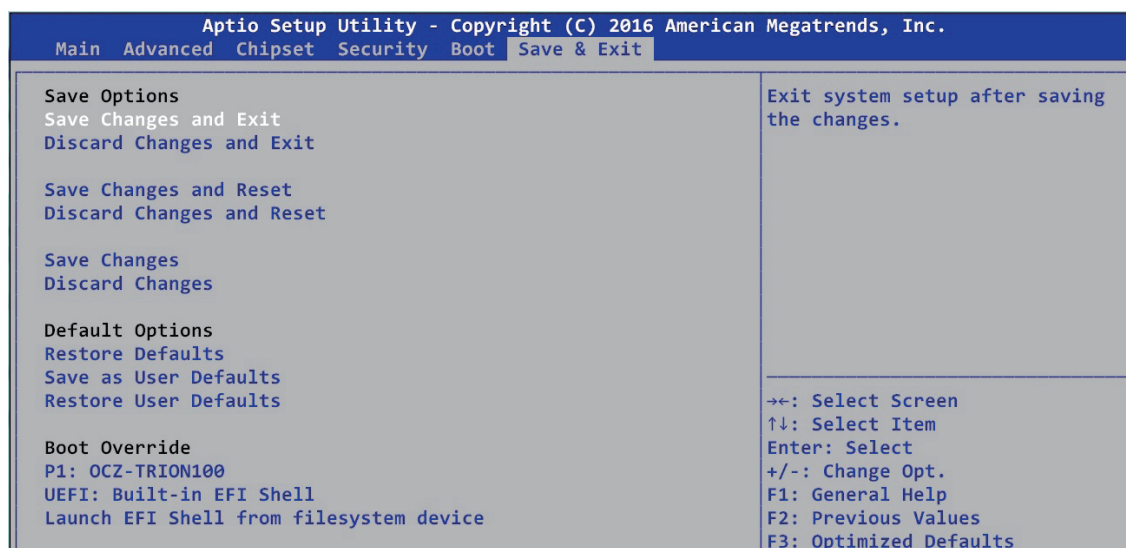 Aptio Setup Utility - Copyright (C) 2016 American Megatrends, Inc.
Main Advanced Chipset Security Boot Save & Exit
Save Options
Save Changes and Exit
Discard Changes and Exit
Save Changes and Reset
Discard Changes and Reset
Save Changes
Discard Changes
Default Options
Restore Defaults
Save as User Defaults
Restore User Defaults
Boot Override
P1: OCZ-TRION100
UEFI: Built-in EFI Shell
Launch EFI Shell from filesystem device
Exit system setup after saving
the changes.
→←: Select Screen
↑↓: Select Item
Enter: Select
+/-: Change Opt.
F1: General Help
F2: Previous Values
F3: Optimized Defaults